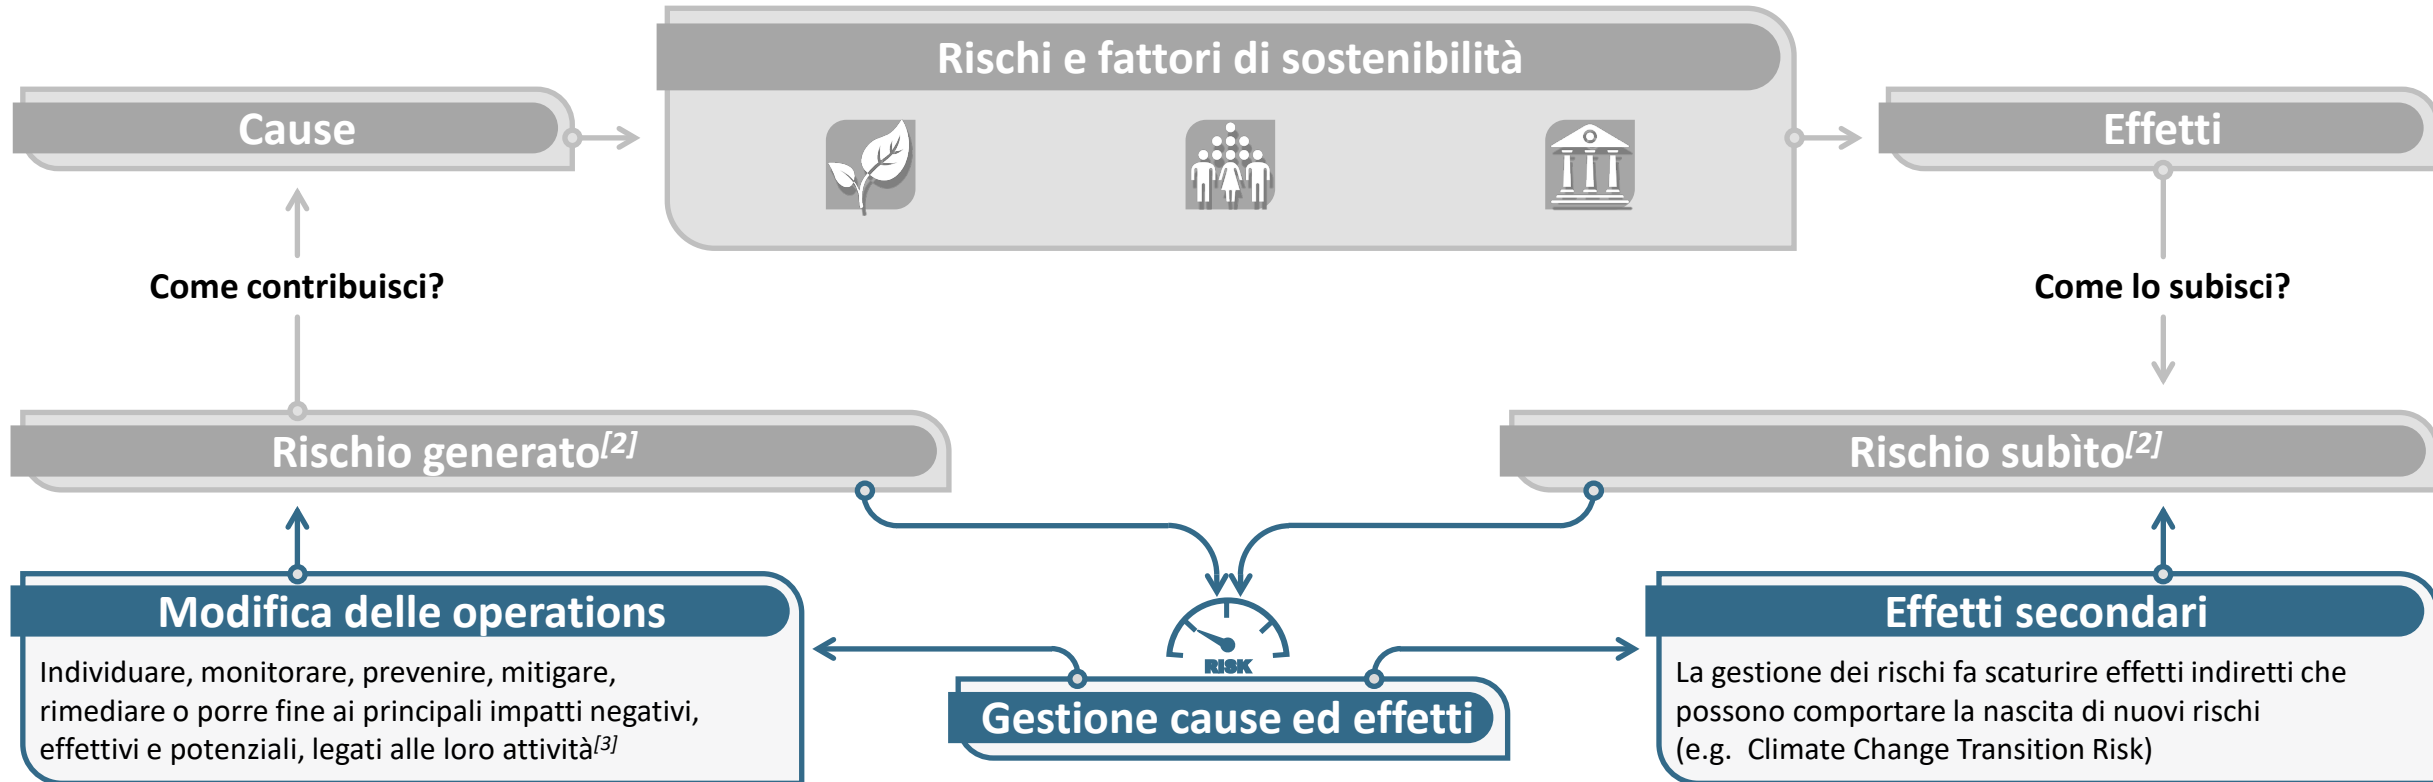 Rischi e fattori di sostenibilità
Cause
Effetti
Come contribuisci?
Come lo subisci?
Rischio generato[2]
Rischio subìto[2]
Modifica delle operations
Individuare, monitorare, prevenire, mitigare,
rimediare o porre fine ai principali impatti negativi,
effettivi e potenziali, legati alle loro attività[3]
RISK
Gestione cause ed effetti
Effetti secondari
La gestione dei rischi fa scaturire effetti indiretti che
possono comportare la nascita di nuovi rischi
(e.g. Climate Change Transition Risk)